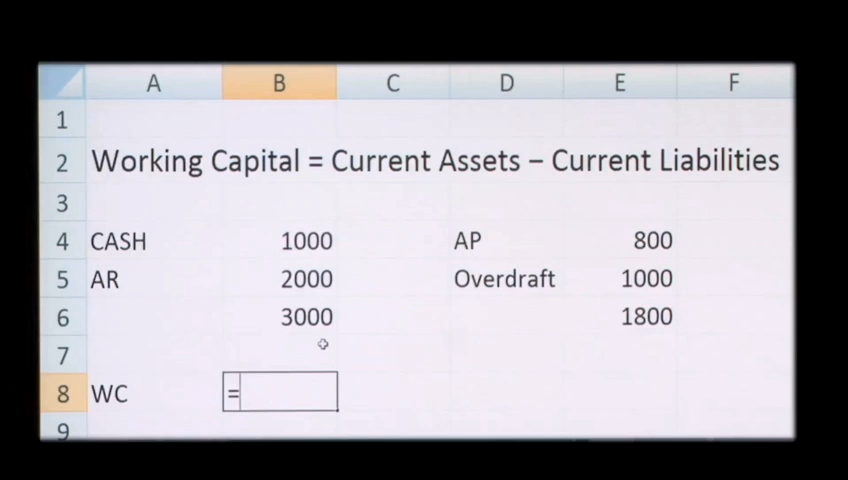 A B C D E F
1
2 Working Capital = Current Assets – Current Liabilities
3
4 CASH 1000 AP 800
5 AR 2000 Overdraft 1000
6 3000 1800
7
8 WC =
9